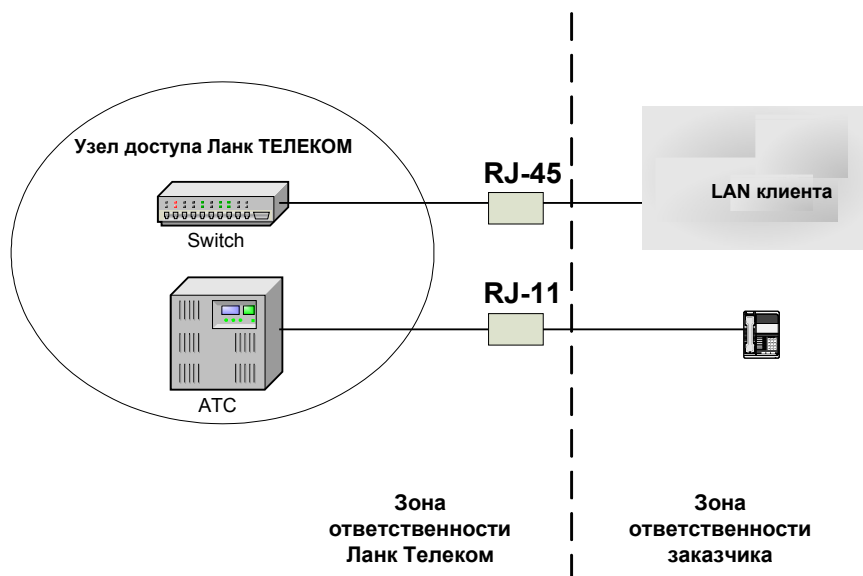 Узел доступа Ланк ТЕЛЕКОМ
RJ-45
LAN клиента
Switch
RJ-11
АТС
Зона
ответственности
Ланк Телеком
Зона
ответственности
заказчика